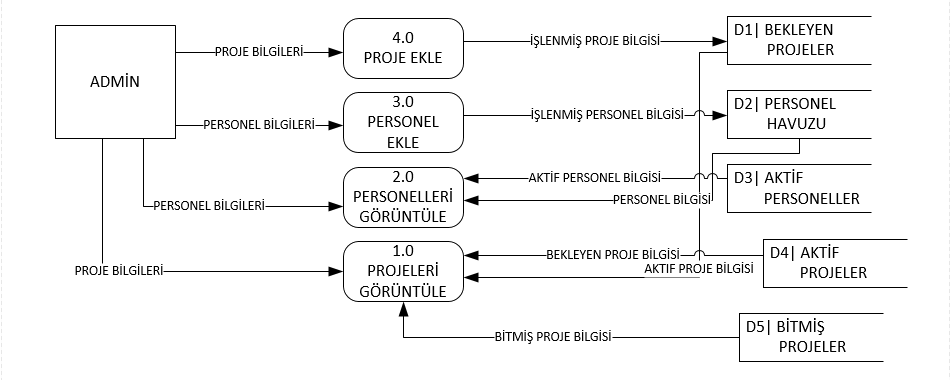 ADMİN
PROJE BİLGİLERİ
4.0
PROJE EKLE
İŞLENMİŞ PROJE BİLGİSİ
D1| BEKLEYEN
PROJELER
PERSONEL BİLGİLERİ
3.0
PERSONEL
EKLE
İŞLENMİŞ PERSONEL BİLGİSİ
D2| PERSONEL
HAVUZU
PERSONEL BİLGİLERİ
2.0
PERSONELLERİ
GÖRÜNTÜLE
AKTİF PERSONEL BİLGİSİ
PERSONEL BİLGİSİ
D3| AKTİF
PERSONELLER
PROJE BİLGİLERİ
1.0
PROJELERİ
GÖRÜNTÜLE
BEKLEYEN PROJE BİLGİSİ
AKTIF PROJE BİLGİSİ
D4| AKTİF
PROJELER
BİTMİŞ PROJE BİLGİSİ
D5| BİTMİŞ
PROJELER